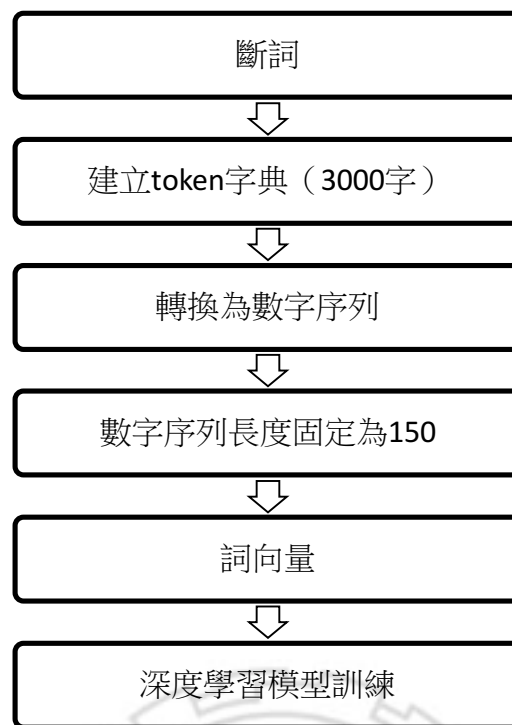 斷詞
建立token字典（3000字）
轉換為數字序列
數字序列長度固定為150
詞向量
深度學習模型訓練